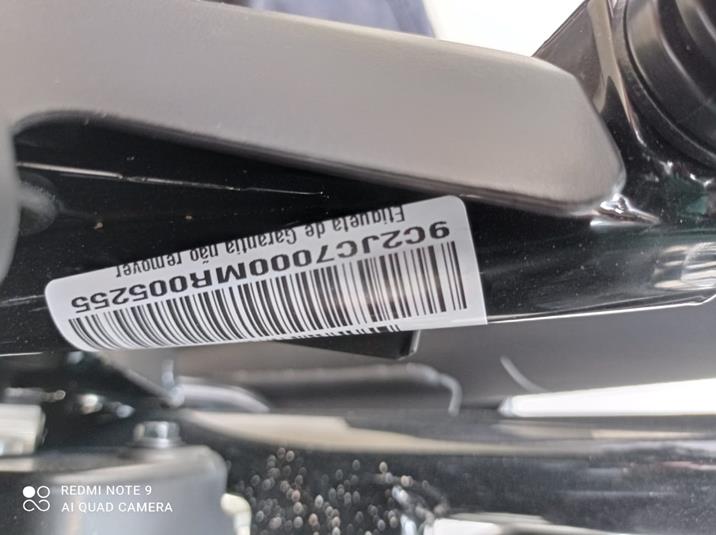 9C2JC7000MR005255
Etiqueta de Garantia não remover
REDMI NOTE 9
AI QUAD CAMERA